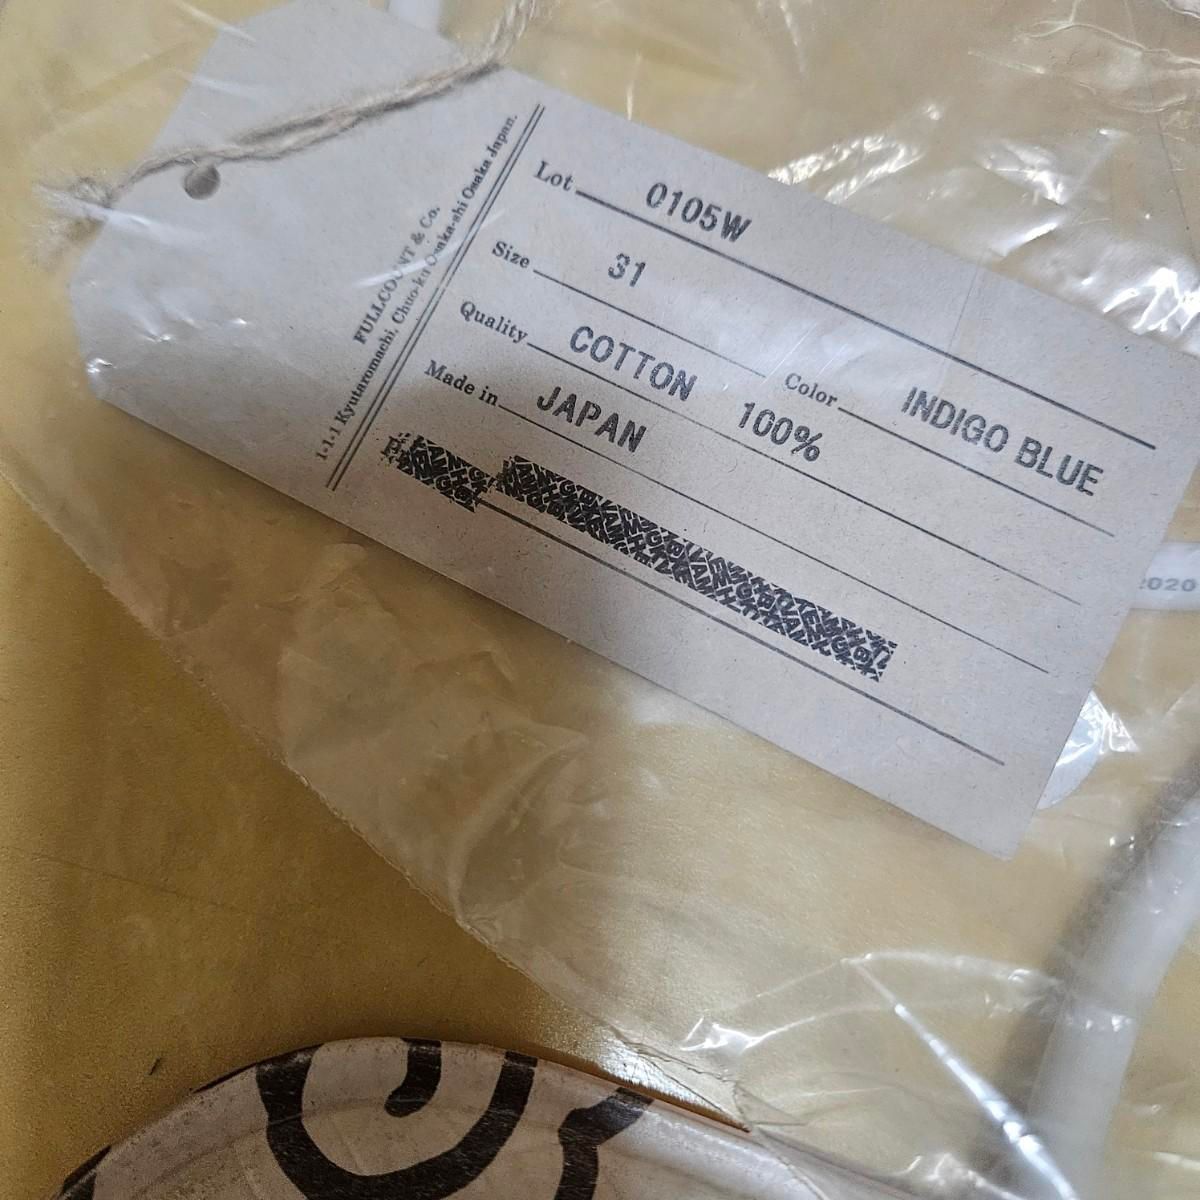 FULLCOUNT & Co.
1-1-1 Kyutaromachi, Chuo-ku Osaka-shi Osaka Japan.
Lot 0105W
Size 31
Color INDIGO BLUE
Quality COTTON 100%
Made in JAPAN
2020